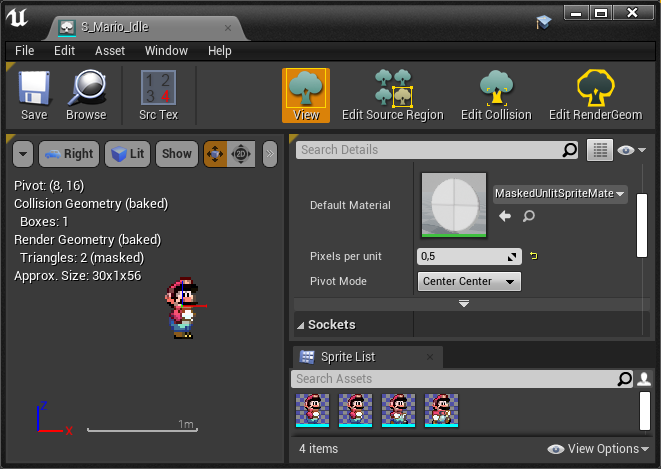 S_Mario_Idle
File Edit Asset Window Help
Save Browse 1 2 3 4 Src Tex View Edit Source Region Edit Collision Edit RenderGeom
Right Lit Show 2D »
Pivot: (8, 16)
Collision Geometry (baked)
Boxes: 1
Render Geometry (baked)
Triangles: 2 (masked)
Approx. Size: 30x1x56
Z
X
1m
Search Details
Default Material
MaskedUnlitSpriteMate
Pixels per unit 0,5
Pivot Mode Center Center
Sockets
Sprite List
Search Assets
4 items View Options